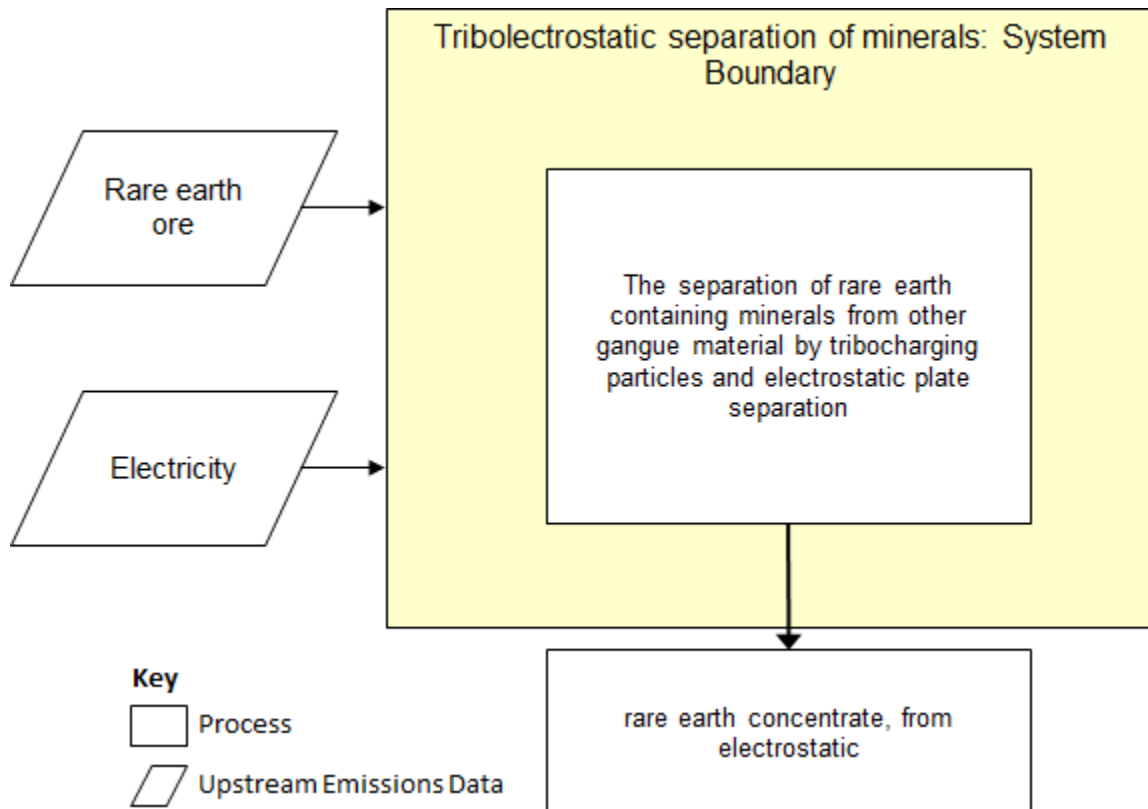 Tribolectrostatic separation of minerals: System
Boundary
Rare earth
ore
The separation of rare earth
containing minerals from other
gangue material by tribocharging
particles and electrostatic plate
separation
Electricity
rare earth concentrate, from
electrostatic
Key
Process
Upstream Emissions Data